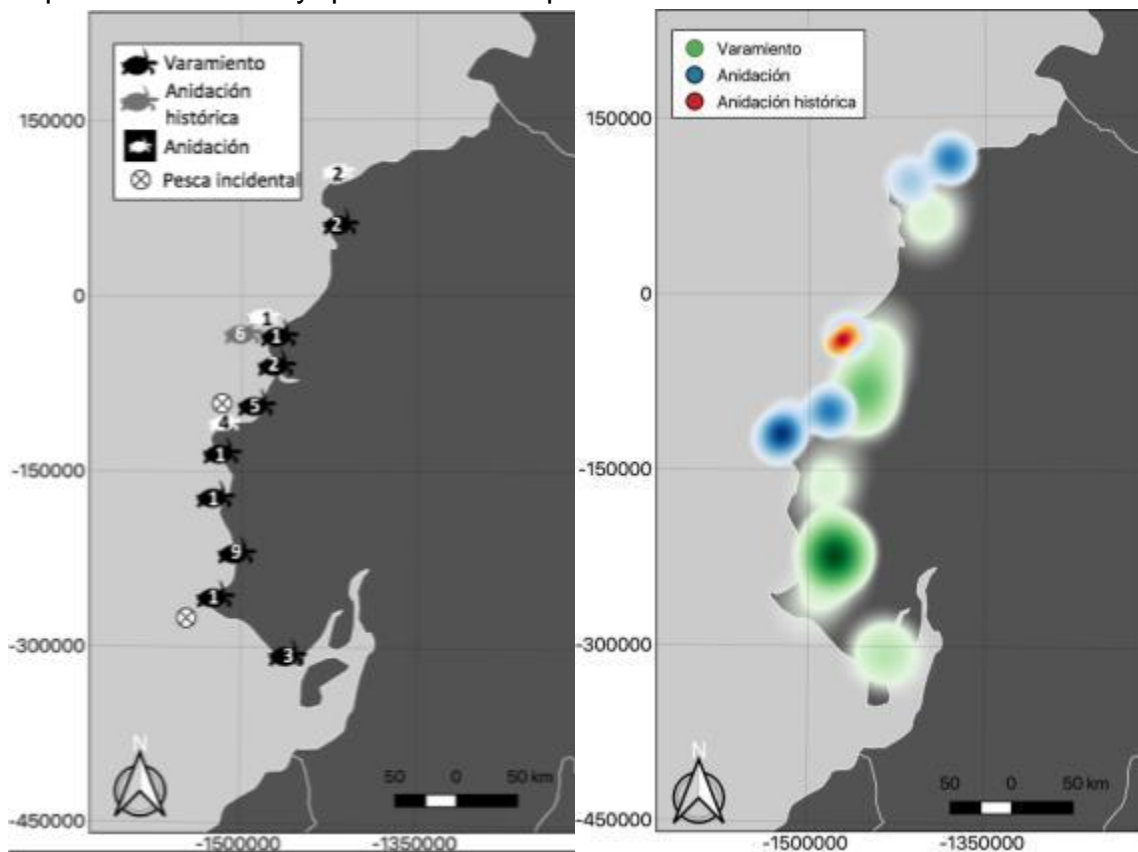 Varamiento
Anidación
histórica
Anidación
Pesca incidental
150000
0
-1500000
-3000000
-450000
2
2
1
6
1
2
5
4
1
1
9
1
3
N
50 0 50 km
-15000000
-1350000
Varamiento
Anidación
Anidación histórica
150000
0
-150000
-300000
-450000
N
50 0 50 km
-1500000
-1350000